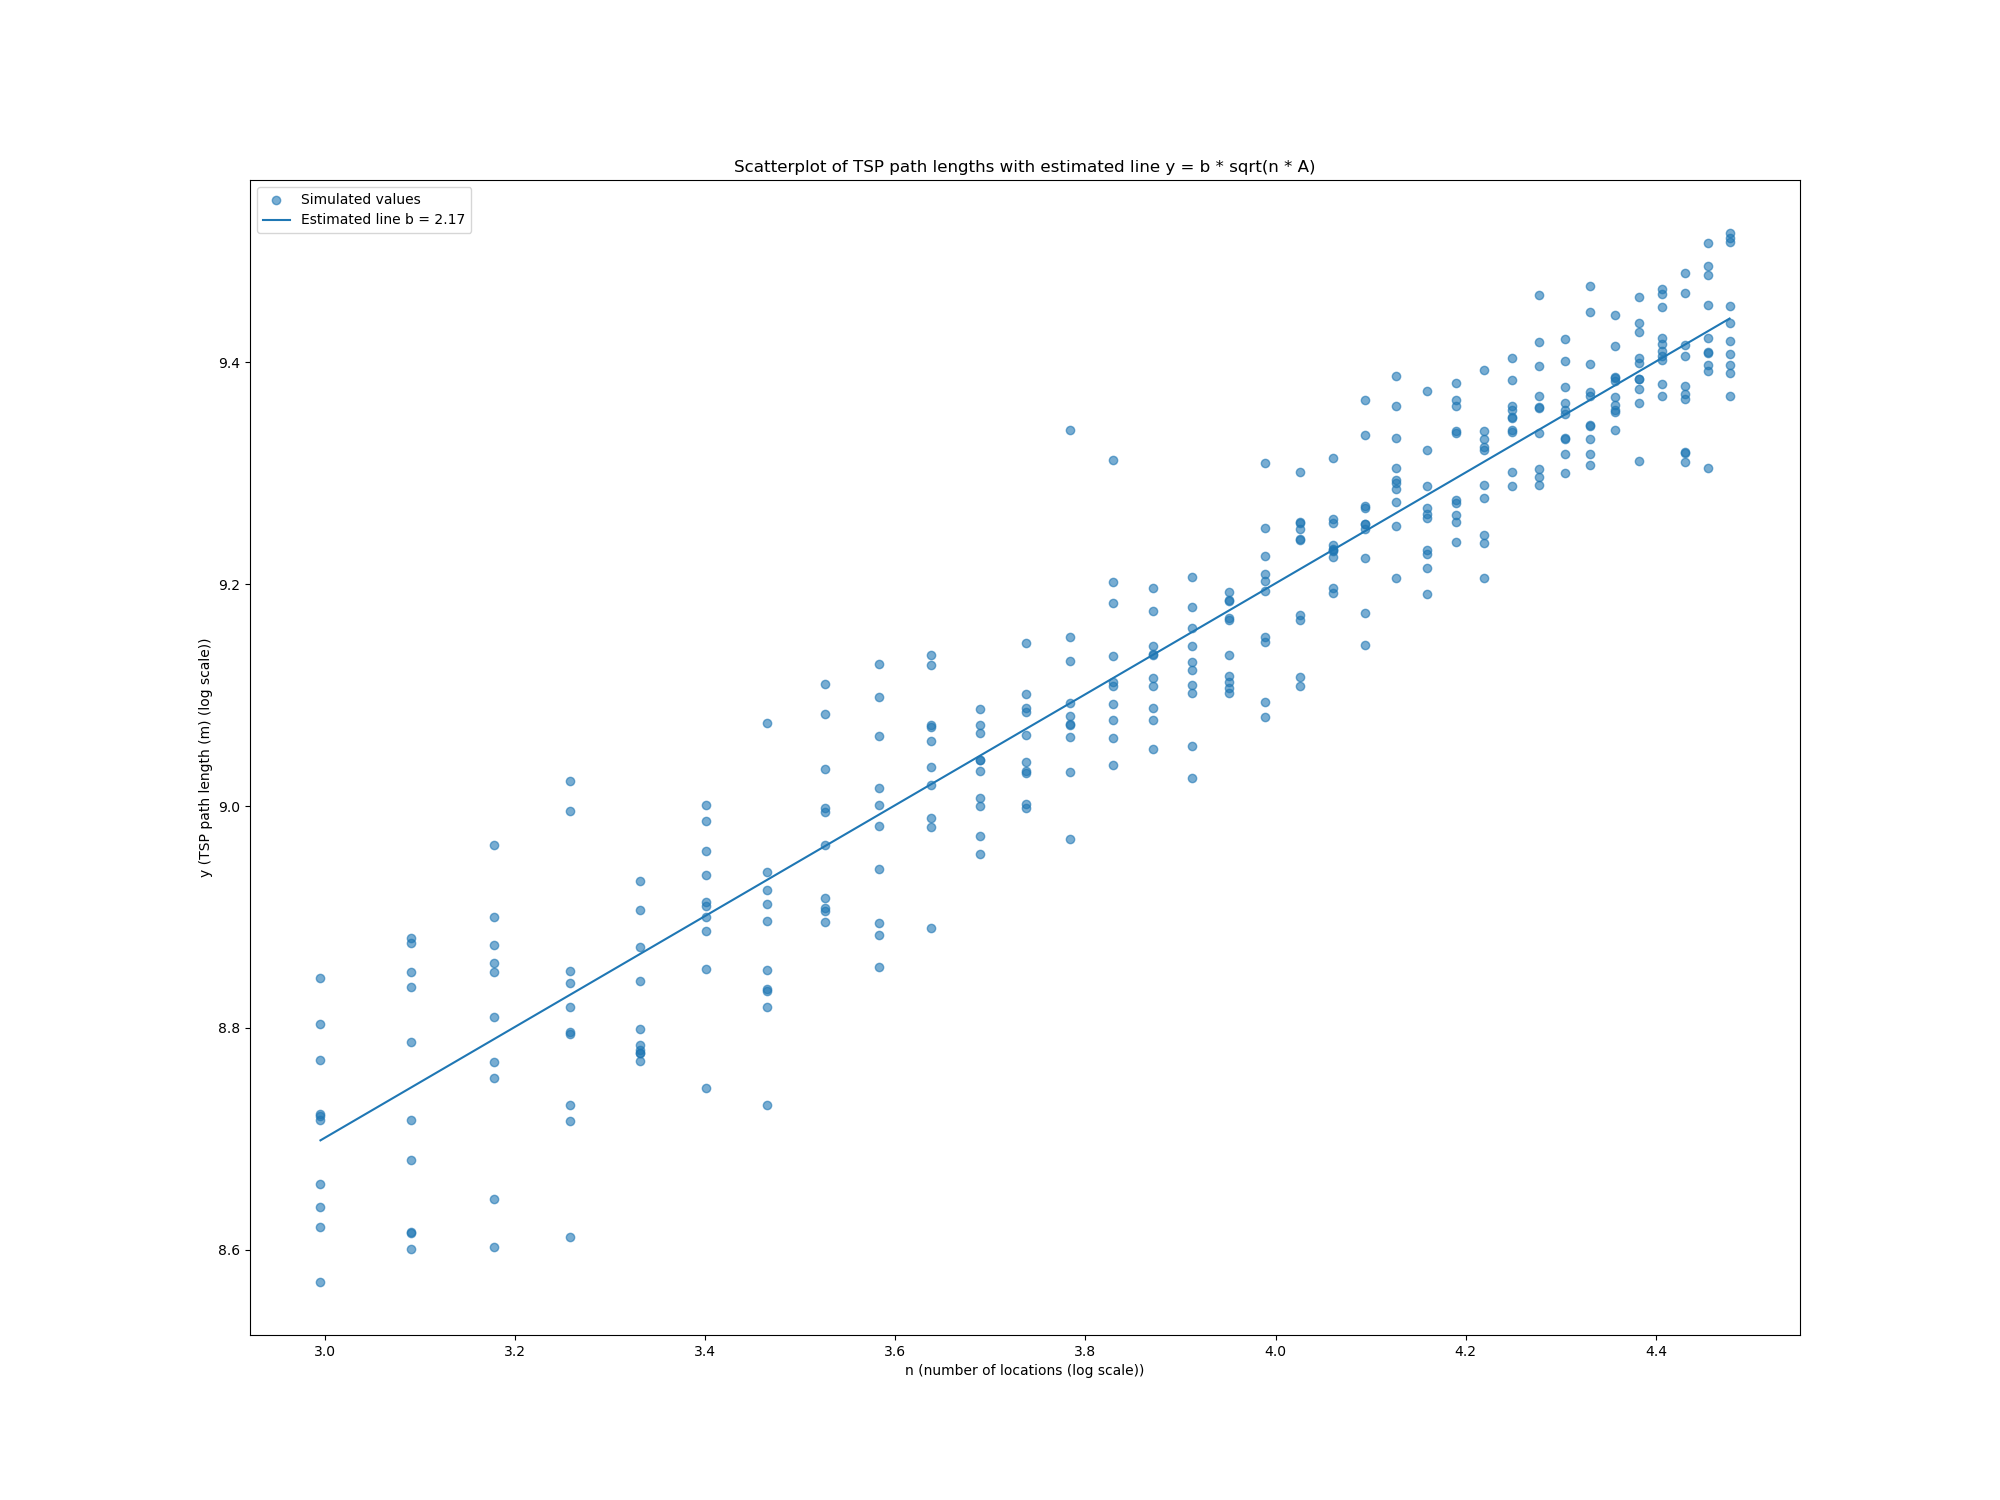 Scatterplot of TSP path lengths with estimated line y = b * sqrt(n * A)
Simulated values
Estimated line b = 2.17
y (TSP path length (m) (log scale))
9.4
9.2
9.0
8.8
8.6
3.0 3.2 3.4 3.6 3.8 4.0 4.2 4.4
n (number of locations (log scale))